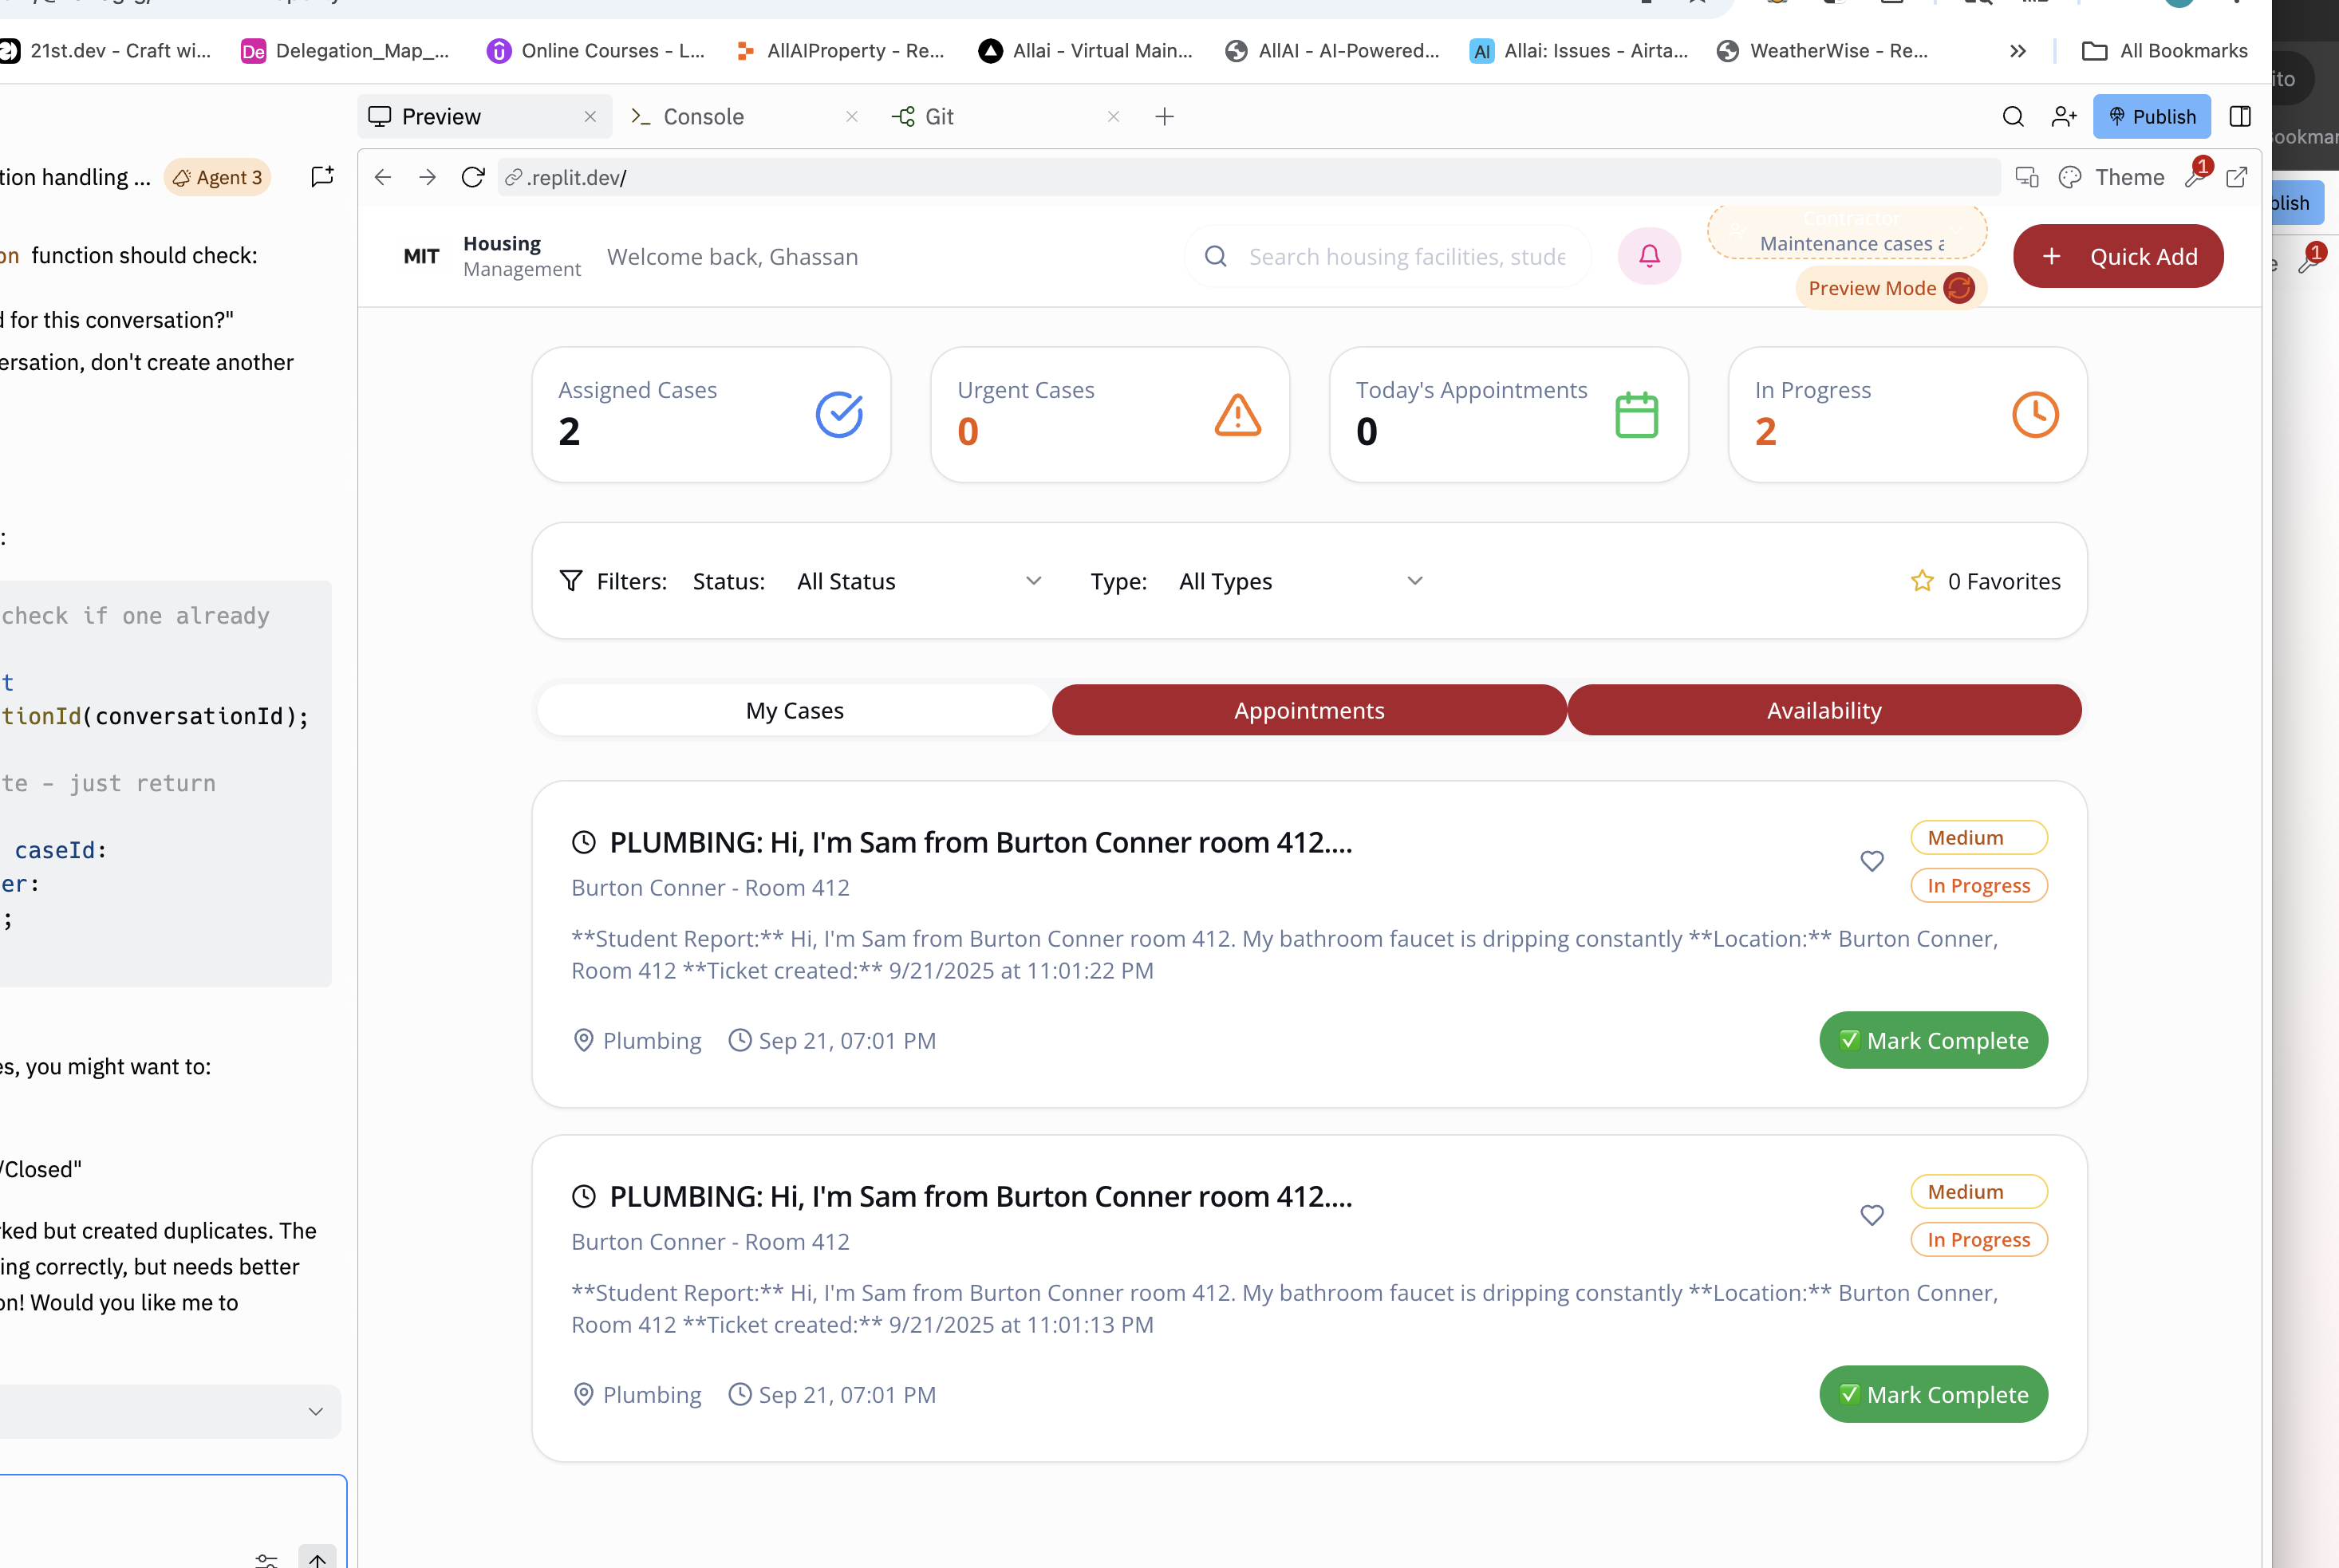 21st.dev - Craft wi...
De Delegation_Map_...
Online Courses - L...
AllAIProperty - Re...
Allai - Virtual Main...
AllAI - AI-Powered...
AI Allai: Issues - Airta...
WeatherWise - Re...
All Bookmarks
Preview
Console
Git
Publish
tion handling ...
Agent 3
.replit.dev/
Theme
1
on function should check:
d for this conversation?"
ersation, don't create another
:
check if one already
t
tionId(conversationId);
te - just return
caseId:
er:
;
es, you might want to:
/Closed"
rked but created duplicates. The
ing correctly, but needs better
on! Would you like me to
MIT
Housing
Management
Welcome back, Ghassan
Search housing facilities, stude
Contractor
Maintenance cases a
Preview Mode
+ Quick Add
Assigned Cases
2
Urgent Cases
0
Today's Appointments
0
In Progress
2
Filters: Status: All Status Type: All Types
0 Favorites
My Cases
Appointments
Availability
PLUMBING: Hi, I'm Sam from Burton Conner room 412....
Medium
Burton Conner - Room 412
In Progress
**Student Report:** Hi, I'm Sam from Burton Conner room 412. My bathroom faucet is dripping constantly **Location:** Burton Conner,
Room 412 **Ticket created:** 9/21/2025 at 11:01:22 PM
Plumbing Sep 21, 07:01 PM
✅ Mark Complete
PLUMBING: Hi, I'm Sam from Burton Conner room 412....
Medium
Burton Conner - Room 412
In Progress
**Student Report:** Hi, I'm Sam from Burton Conner room 412. My bathroom faucet is dripping constantly **Location:** Burton Conner,
Room 412 **Ticket created:** 9/21/2025 at 11:01:13 PM
Plumbing Sep 21, 07:01 PM
✅ Mark Complete
ito
ookmar
blish
e
1